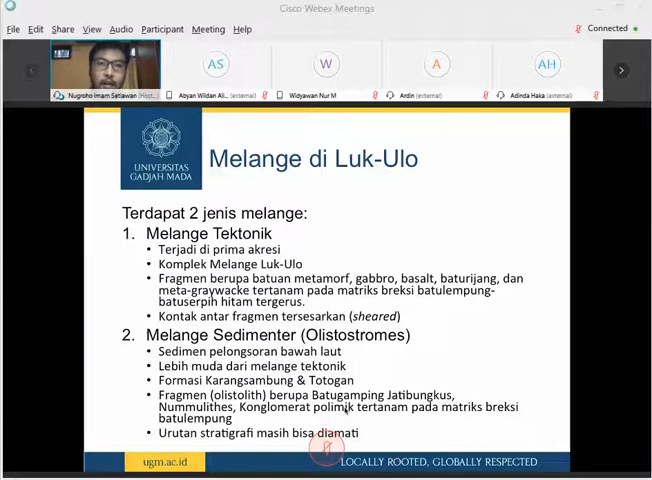 Cisco Webex Meetings
File Edit Share View Audio Participant Meeting Help
Connected
AS
W
A
AH
Nugroho Imam Setiawan (Host...
Abyan Wildan Ali... (external)
Widyawan Nur M
Ardin (external)
Adinda Haka (external)
UNIVERSITAS
GADJAH MADA
Melange di Luk-Ulo
Terdapat 2 jenis melange:
1. Melange Tektonik
• Terjadi di prima akresi
• Komplek Melange Luk-Ulo
• Fragmen berupa batuan metamorf, gabbro, basalt, baturijang, dan
meta-graywacke tertanam pada matriks breksi batulempung-
batuserpih hitam tergerus.
• Kontak antar fragmen tersesarkan (sheared)
2. Melange Sedimenter (Olistostromes)
• Sedimen pelongsoran bawah laut
• Lebih muda dari melange tektonik
• Formasi Karangsambung & Totogan
• Fragmen (olistolith) berupa Batugamping Jatibungkus,
Nummulithes, Konglomerat polimik tertanam pada matriks breksi
batulempung
• Urutan stratigrafi masih bisa diamati
ugm.ac.id
LOCALLY ROOTED, GLOBALLY RESPECTED